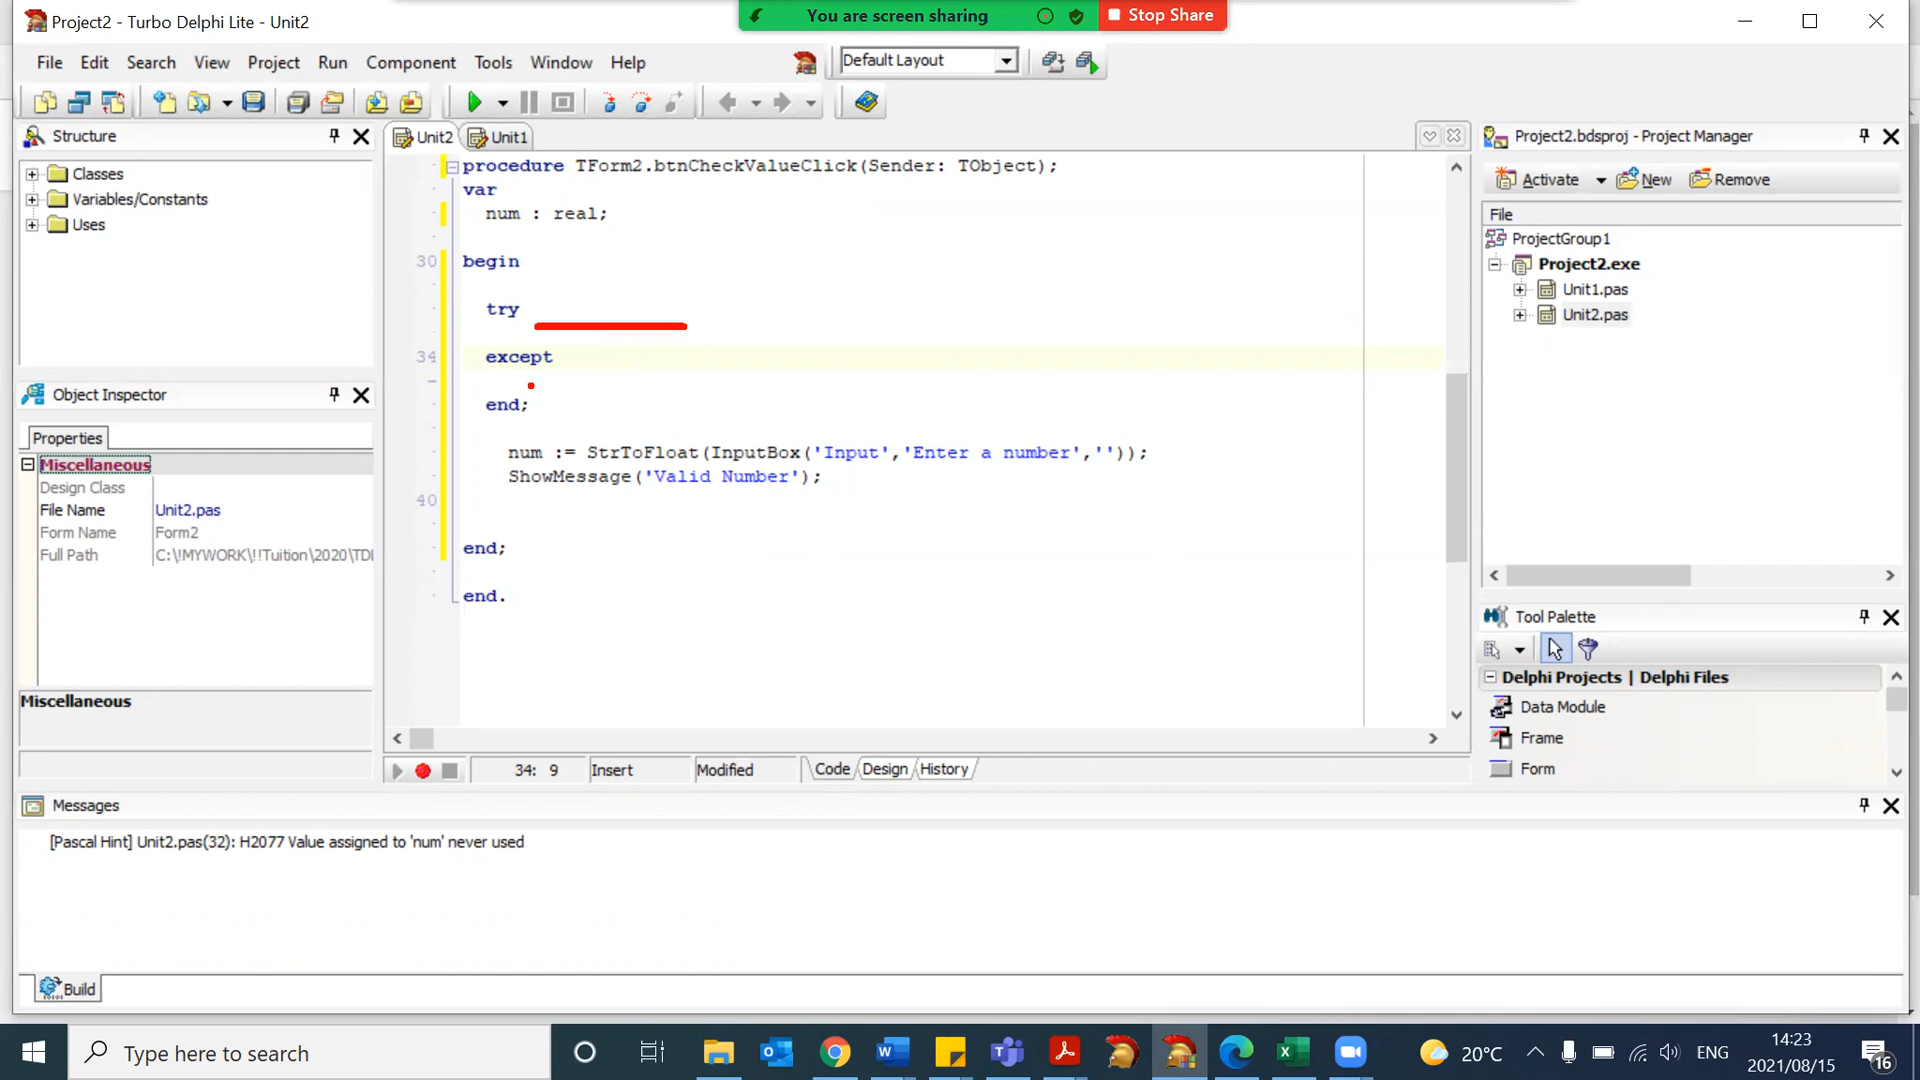 Project2 - Turbo Delphi Lite - Unit2
You are screen sharing
Stop Share
File Edit Search View Project Run Component Tools Window Help
Default Layout
Structure
Classes
Variables/Constants
Uses
Object Inspector
Properties
Miscellaneous
Design Class
File Name Unit2.pas
Form Name Form2
Full Path C:\!MYWORK\!!Tuition\2020\TDI
Miscellaneous
Unit2 Unit1
procedure TForm2.btnCheckValueClick(Sender: TObject);
var
num : real;
30 begin
try
34 except
end;
num := StrToFloat(InputBox('Input','Enter a number',''));
ShowMessage('Valid Number');
40
end;
end.
34: 9 Insert Modified Code Design History
Project2.bdsproj - Project Manager
Activate New Remove
File
ProjectGroup1
Project2.exe
Unit1.pas
Unit2.pas
Tool Palette
Delphi Projects | Delphi Files
Data Module
Frame
Form
Messages
[Pascal Hint] Unit2.pas(32): H2077 Value assigned to 'num' never used
Build
Type here to search
20°C
ENG
14:23
2021/08/15
16